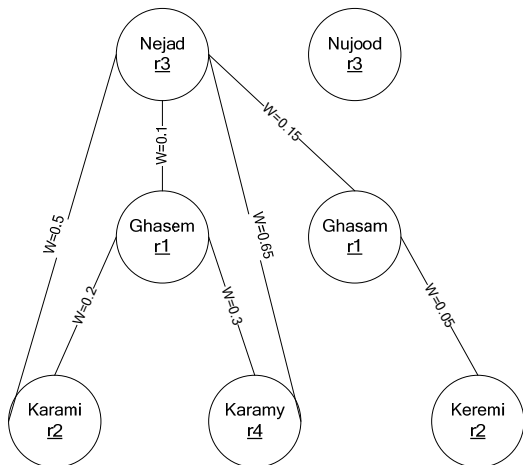 Nejad
r3
Nujood
r3
W=0.15
W=0.1
Ghasem
r1
Ghasam
r1
W=0.5
W=0.65
W=0.2
W=0.3
W=0.05
Karami
r2
Karamy
r4
Keremi
r2